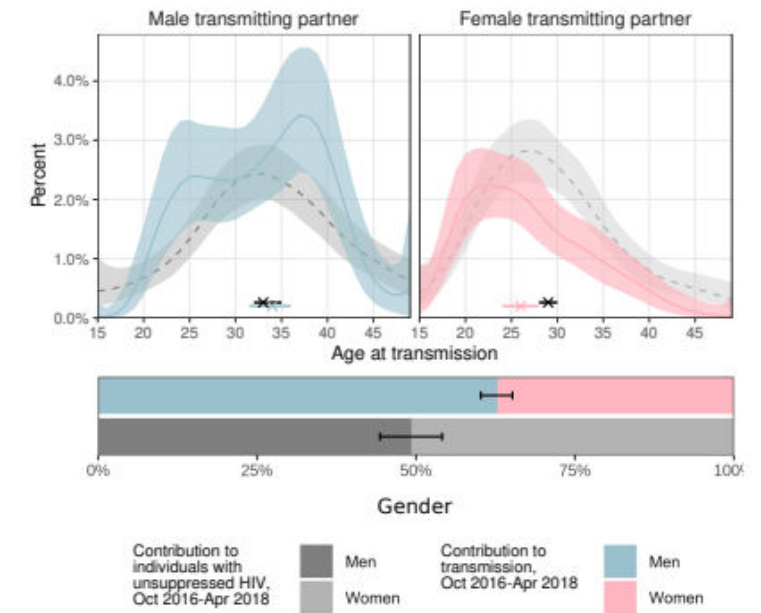 Male transmitting partner Female transmitting partner
4.0%
3.0%
2.0%
1.0%
0.0%
Percent
15 20 25 30 35 40 45 15 20 25 30 35 40 45
Age at transmission
0% 25% 50% 75% 100%
Gender
Contribution to
individuals with
unsuppressed HIV,
Oct 2016-Apr 2018
Men
Women
Contribution to
transmission,
Oct 2016-Apr 2018
Men
Women